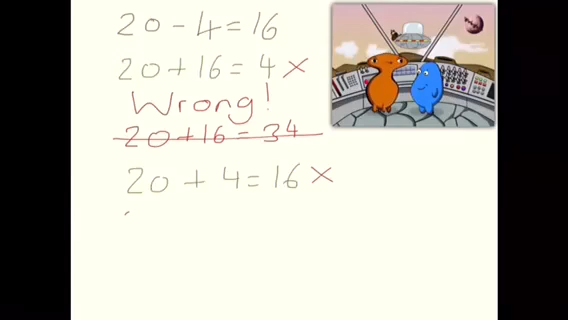 20 - 4 = 16
20 + 16 = 4 ×
Wrong!
20 + 16 = 34
20 + 4 = 16 ×